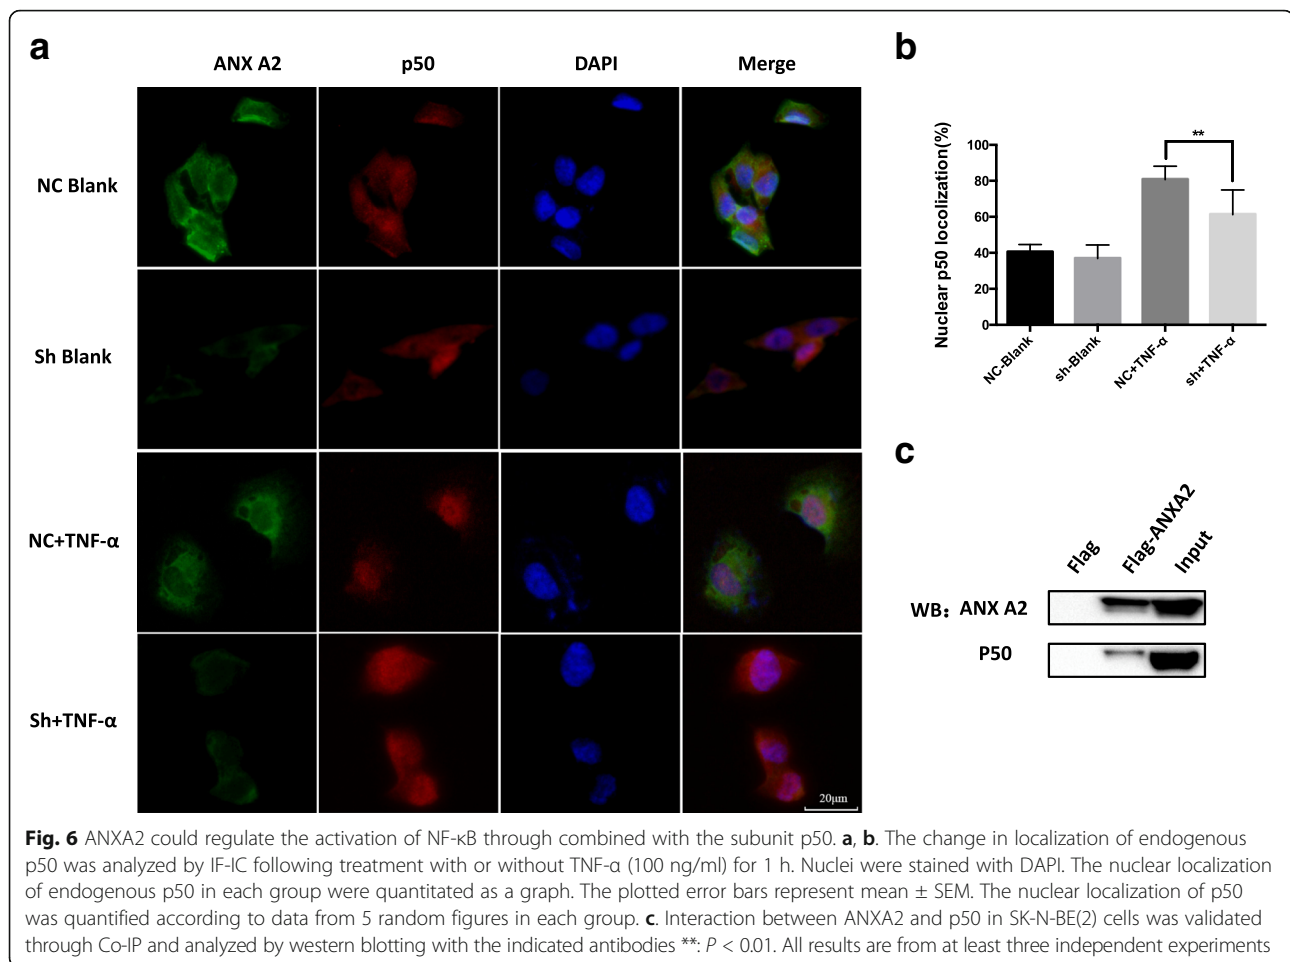 a
ANX A2 p50 DAPI Merge
NC Blank
Sh Blank
NC+TNF-α
Sh+TNF-α
20μm
b
Nuclear p50 locolization(%)
100
80
60
40
20
0
**
NC-Blank
sh-Blank
NC+TNF-α
sh+TNF-α
c
Flag
Flag-ANXA2
Input
WB: ANX A2
P50
Fig. 6 ANXA2 could regulate the activation of NF-κB through combined with the subunit p50. a, b. The change in localization of endogenous
p50 was analyzed by IF-IC following treatment with or without TNF-α (100 ng/ml) for 1 h. Nuclei were stained with DAPI. The nuclear localization
of endogenous p50 in each group were quantitated as a graph. The plotted error bars represent mean ± SEM. The nuclear localization of p50
was quantified according to data from 5 random figures in each group. c. Interaction between ANXA2 and p50 in SK-N-BE(2) cells was validated
through Co-IP and analyzed by western blotting with the indicated antibodies **: P < 0.01. All results are from at least three independent experiments